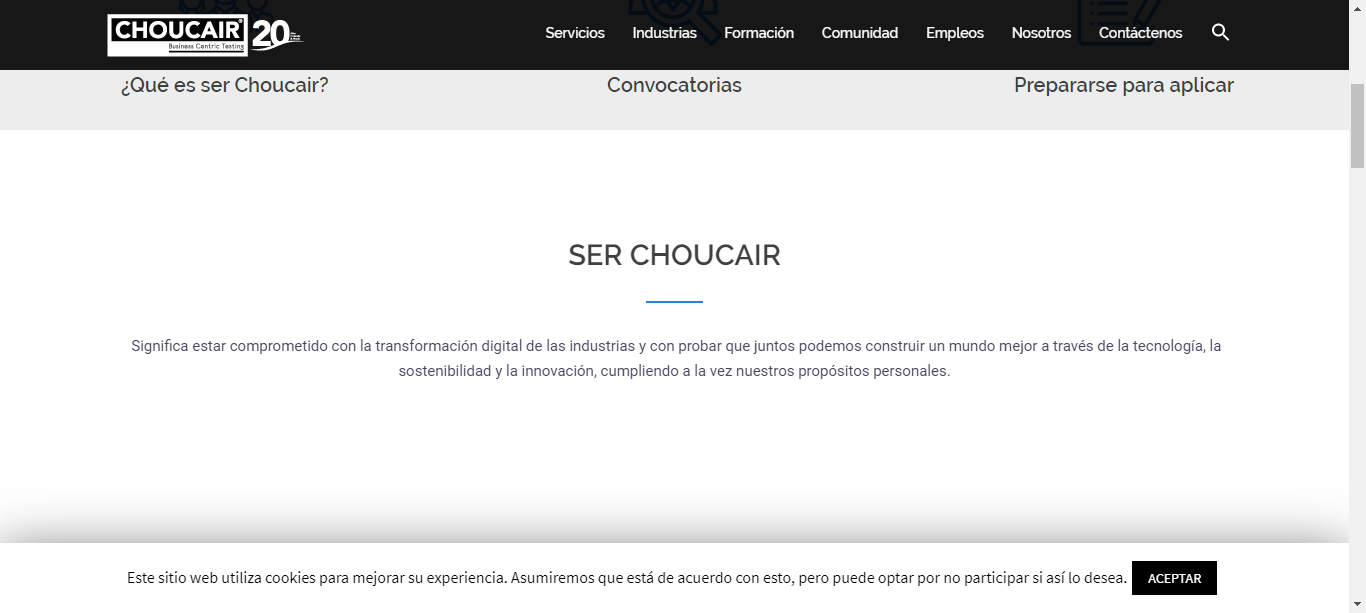 CHOUCAIR®
Business Centric Testing
20
Servicios
Industrias
Formación
Comunidad
Empleos
Nosotros
Contáctenos
¿Qué es ser Choucair?
Convocatorias
Prepararse para aplicar
SER CHOUCAIR
Significa estar comprometido con la transformación digital de las industrias y con probar que juntos podemos construir un mundo mejor a través de la tecnología, la
sostenibilidad y la innovación, cumpliendo a la vez nuestros propósitos personales.
Este sitio web utiliza cookies para mejorar su experiencia. Asumiremos que está de acuerdo con esto, pero puede optar por no participar si así lo desea.
ACEPTAR